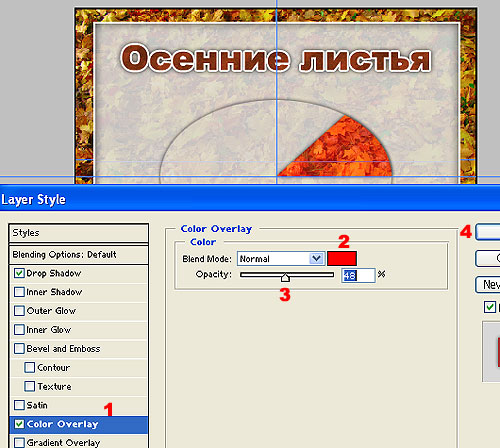 Осенние листья
Layer Style
Styles
Blending Options: Default
Drop Shadow
Inner Shadow
Outer Glow
Inner Glow
Bevel and Emboss
Contour
Texture
Satin
1
Color Overlay
Gradient Overlay
Color Overlay
Color
2
Blend Mode: Normal
Opacity: 48 %
3
4